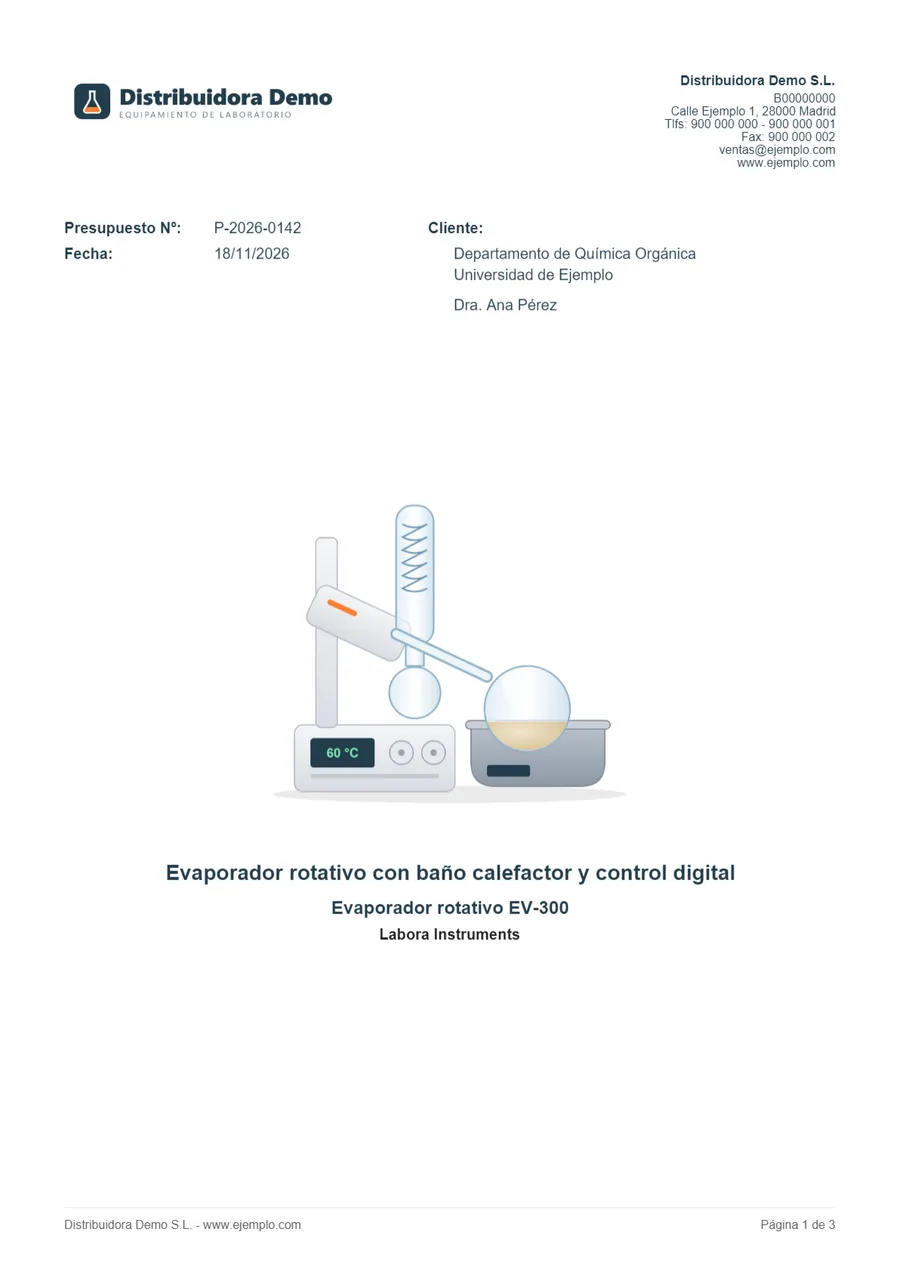 Distribuidora Demo
EQUIPAMIENTO DE LABORATORIO
Distribuidora Demo S.L.
B00000000
Calle Ejemplo 1, 28000 Madrid
Tlfs: 900 000 000 - 900 000 001
Fax: 900 000 002
ventas@ejemplo.com
www.ejemplo.com
Presupuesto Nº: P-2026-0142
Fecha: 18/11/2026
Cliente:
Departamento de Química Orgánica
Universidad de Ejemplo
Dra. Ana Pérez
60 °C
Evaporador rotativo con baño calefactor y control digital
Evaporador rotativo EV-300
Labora Instruments
Distribuidora Demo S.L. - www.ejemplo.com
Página 1 de 3